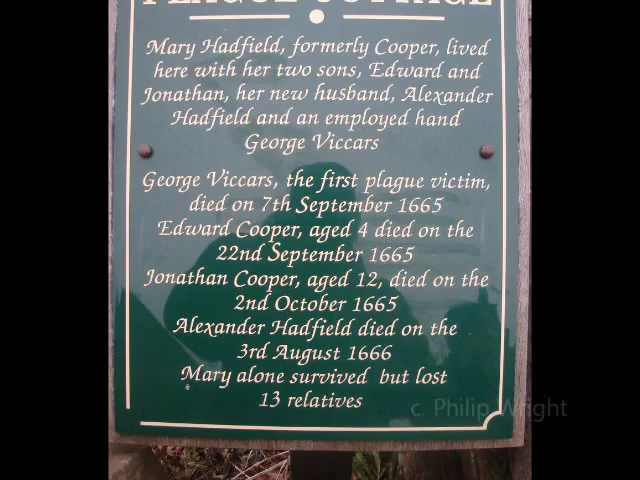 PLAGUE COTTAGE
Mary Hadfield, formerly Cooper, lived
here with her two sons, Edward and
Jonathan, her new husband, Alexander
Hadfield and an employed hand
George Viccars
George Viccars, the first plague victim,
died on 7th September 1665
Edward Cooper, aged 4 died on the
22nd September 1665
Jonathan Cooper, aged 12, died on the
2nd October 1665
Alexander Hadfield died on the
3rd August 1666
Mary alone survived but lost
13 relatives
c. Philip Wright